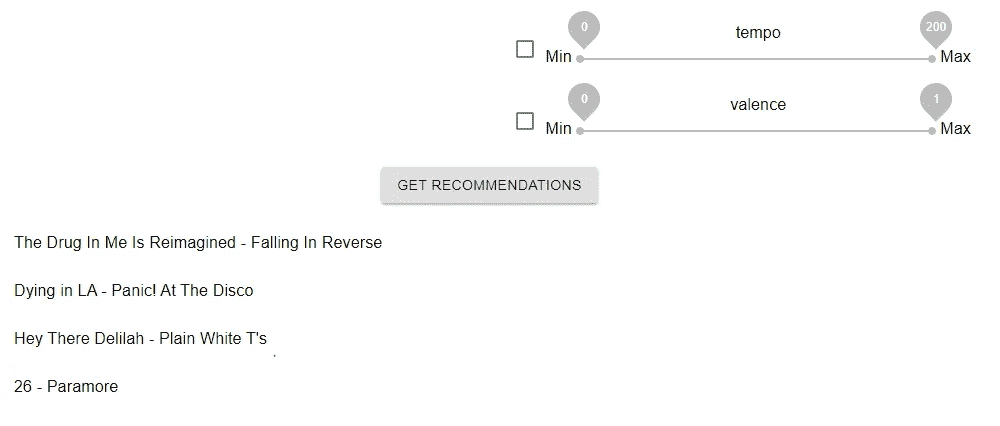 0 tempo 200
Min Max
0 valence 1
Min Max
GET RECOMMENDATIONS
The Drug In Me Is Reimagined - Falling In Reverse
Dying in LA - Panic! At The Disco
Hey There Delilah - Plain White T's
26 - Paramore